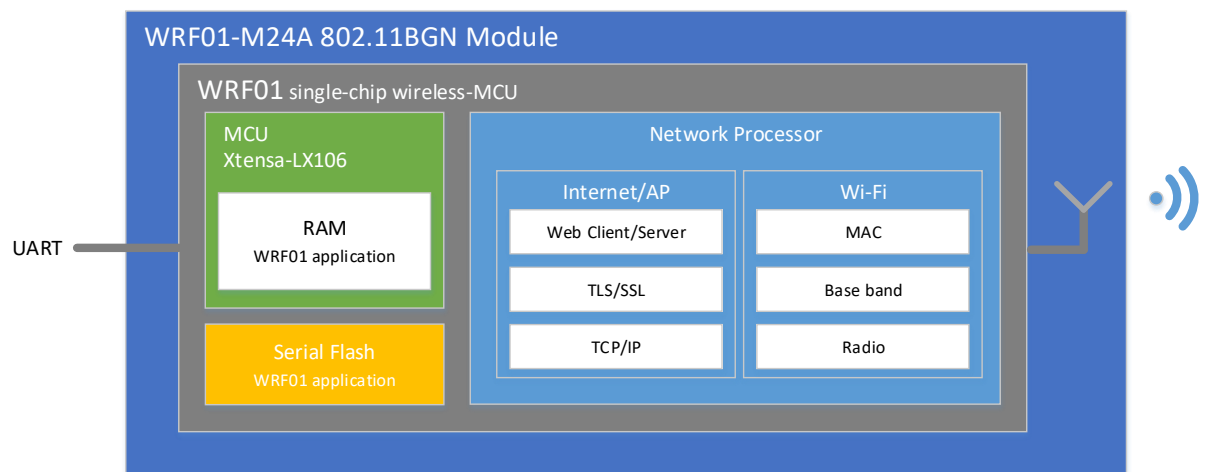 WRF01-M24A 802.11BGN Module
WRF01 single-chip wireless-MCU
MCU
Xtensa-LX106
RAM
WRF01 application
UART
Serial Flash
WRF01 application
Network Processor
Internet/AP
Web Client/Server
TLS/SSL
TCP/IP
Wi-Fi
MAC
Base band
Radio